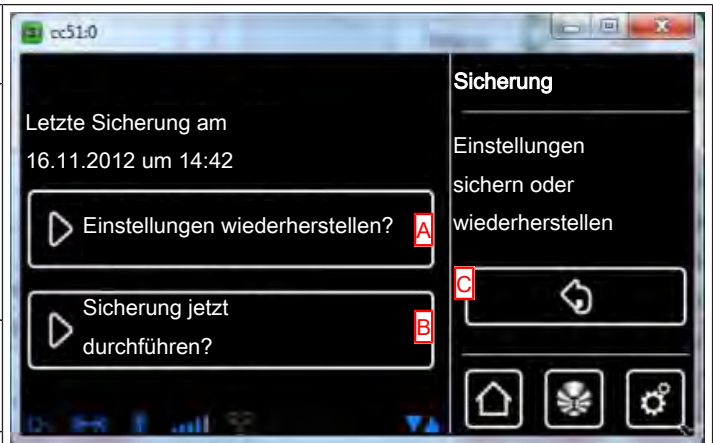 cc51:0
Letzte Sicherung am
16.11.2012 um 14:42
Einstellungen wiederherstellen?
A
Sicherung jetzt
durchführen?
B
Sicherung
Einstellungen
sichern oder
wiederherstellen
C